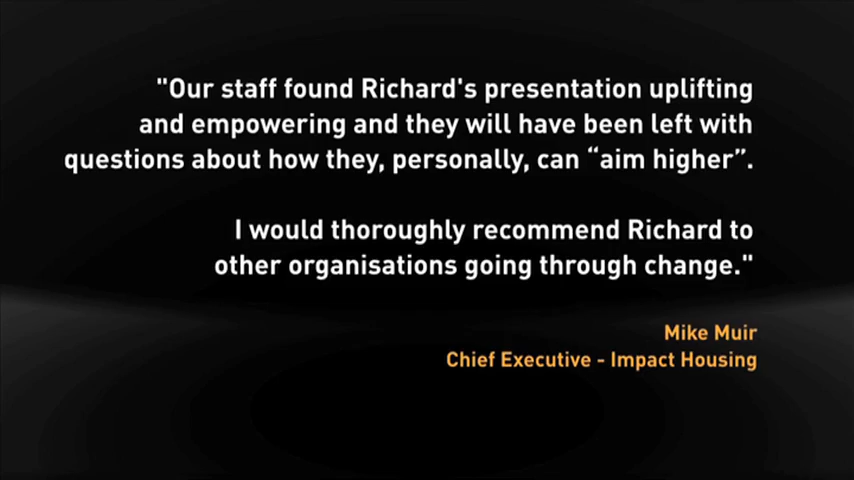 "Our staff found Richard's presentation uplifting
and empowering and they will have been left with
questions about how they, personally, can “aim higher”.
I would thoroughly recommend Richard to
other organisations going through change."
Mike Muir
Chief Executive - Impact Housing